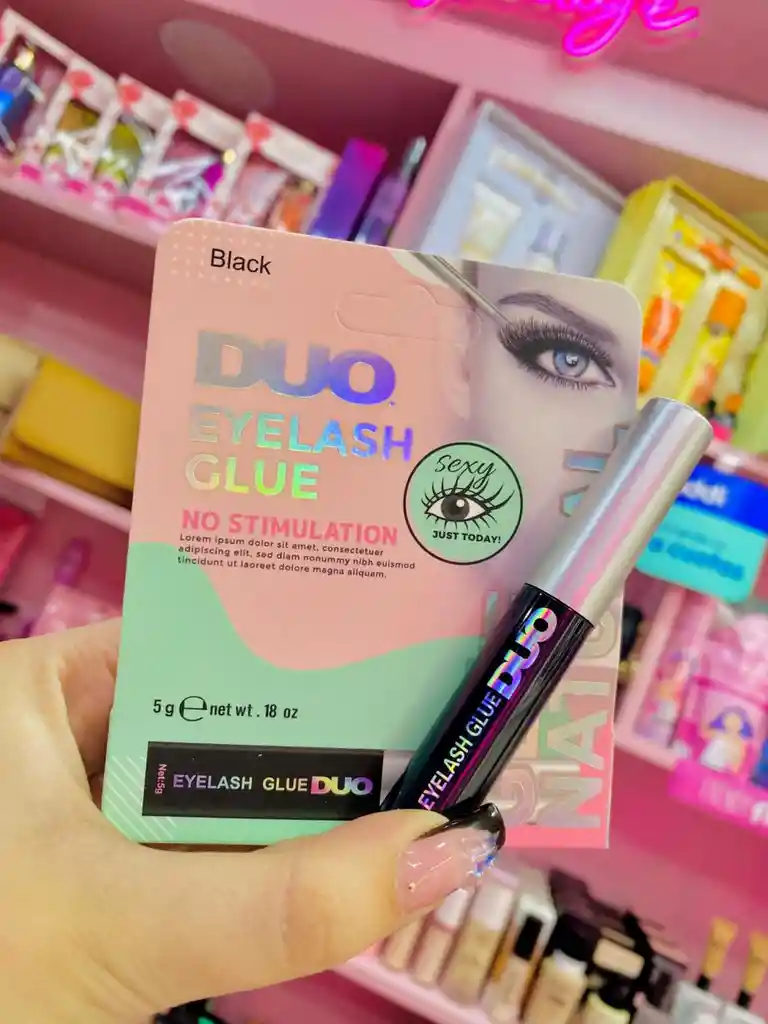 Black
DUO
EYELASH
GLUE
sexy
JUST TODAY!
NO STIMULATION
Lorem ipsum dolor sit amet, consectetuer
adipiscing elit, sed diam nonummy nibh euismod
tincidunt ut laoreet dolore magna aliquam.
5 g e net wt . 18 oz
Net:5g
EYELASH GLUE DUO
EYELASH GLUE DUO